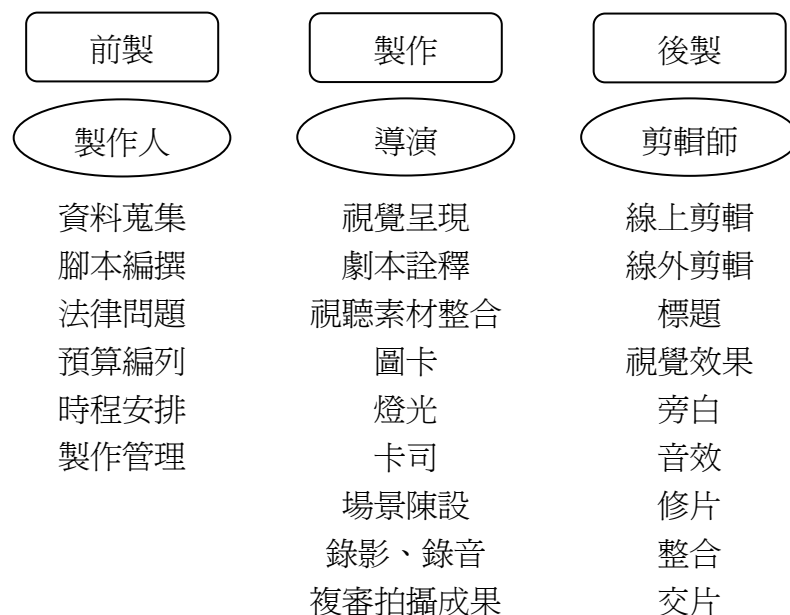 前製
製作人
資料蒐集
腳本編撰
法律問題
預算編列
時程安排
製作管理
製作
導演
視覺呈現
劇本詮釋
視聽素材整合
圖卡
燈光
卡司
場景陳設
錄影、錄音
複審拍攝成果
後製
剪輯師
線上剪輯
線外剪輯
標題
視覺效果
旁白
音效
修片
整合
交片